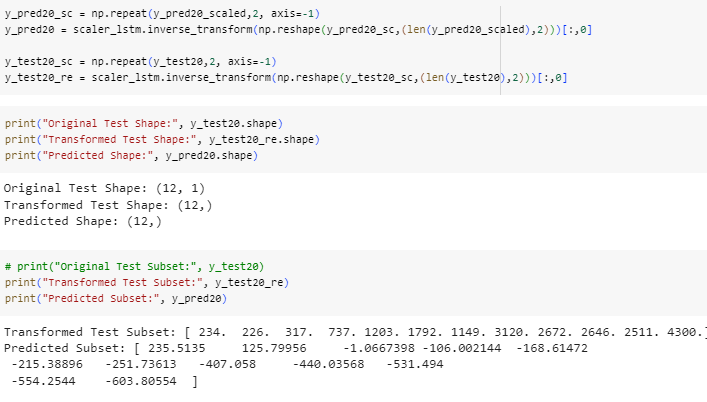 y_pred20_sc = np.repeat(y_pred20_scaled,2, axis=-1)
y_pred20 = scaler_lstm.inverse_transform(np.reshape(y_pred20_sc,(len(y_pred20_scaled),2)))[:,0]
y_test20_sc = np.repeat(y_test20,2, axis=-1)
y_test20_re = scaler_lstm.inverse_transform(np.reshape(y_test20_sc,(len(y_test20),2)))[:,0]
print("Original Test Shape:", y_test20.shape)
print("Transformed Test Shape:", y_test20_re.shape)
print("Predicted Shape:", y_pred20.shape)
Original Test Shape: (12, 1)
Transformed Test Shape: (12,)
Predicted Shape: (12,)
# print("Original Test Subset:", y_test20)
print("Transformed Test Subset:", y_test20_re)
print("Predicted Subset:", y_pred20)
Transformed Test Subset: [ 234.  226.  317.  737. 1203. 1792. 1149. 3120. 2672. 2646. 2511. 4300.]
Predicted Subset: [ 235.5135     125.79956     -1.0667398 -106.002144  -168.61472
 -215.38896   -251.73613   -407.058     -440.03568   -531.494
 -554.2544    -603.80554  ]